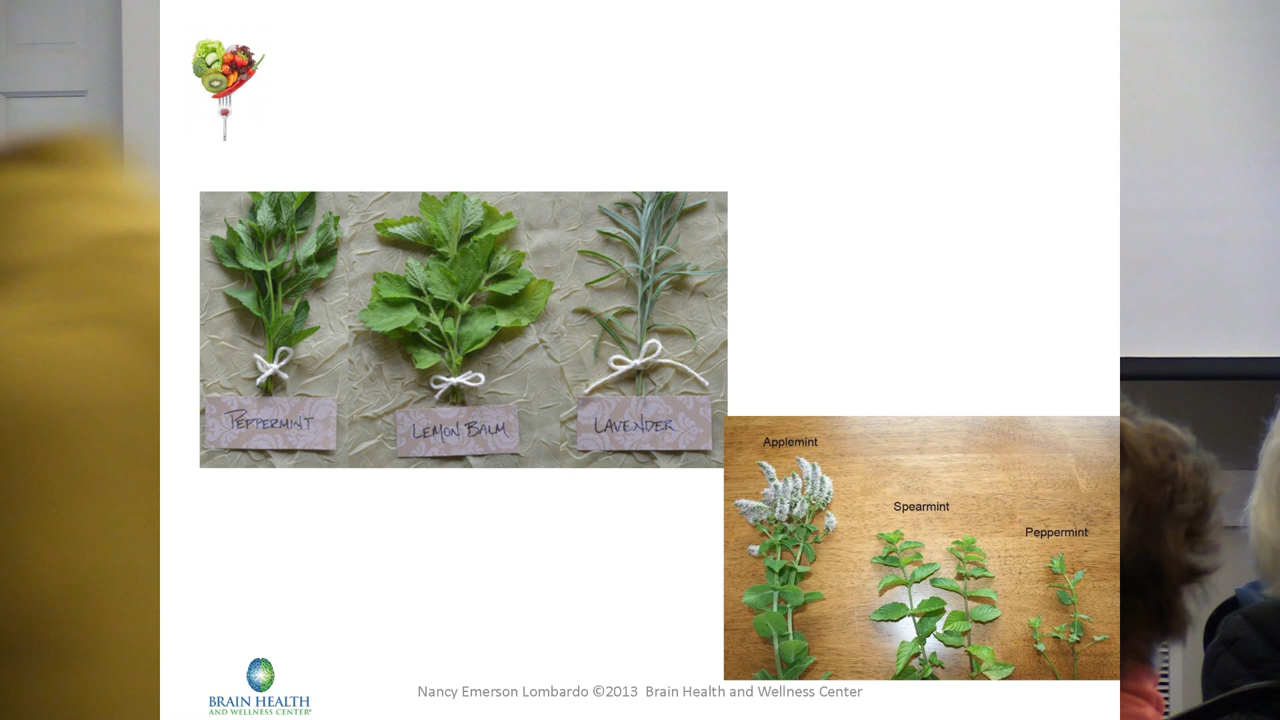 PEPPERMINT
LEMON BALM
LAVENDER
Applemint
Spearmint
Peppermint
BRAIN HEALTH
AND WELLNESS CENTER®
Nancy Emerson Lombardo ©2013 Brain Health and Wellness Center